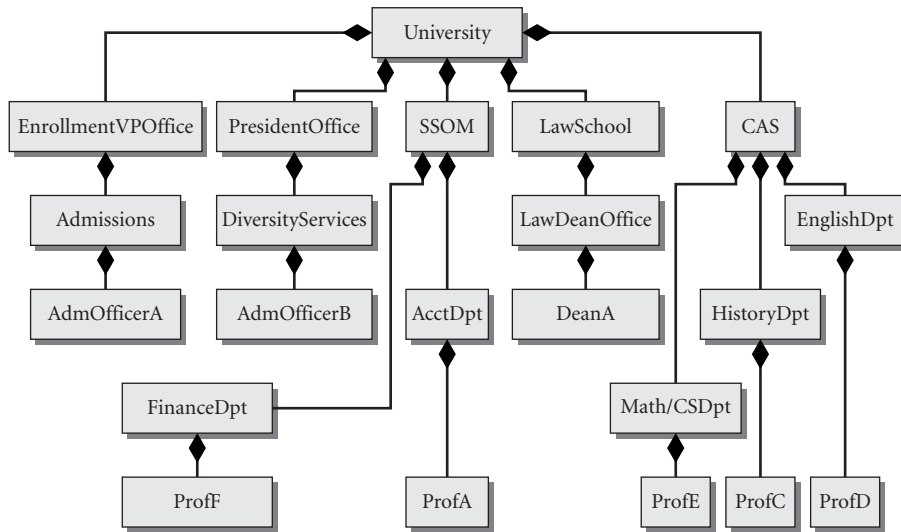 University
EnrollmentVPOffice
PresidentOffice
SSOM
LawSchool
CAS
Admissions
DiversityServices
LawDeanOffice
EnglishDpt
AdmOfficerA
AdmOfficerB
AcctDpt
DeanA
HistoryDpt
FinanceDpt
Math/CSDpt
ProfF
ProfA
ProfE
ProfC
ProfD